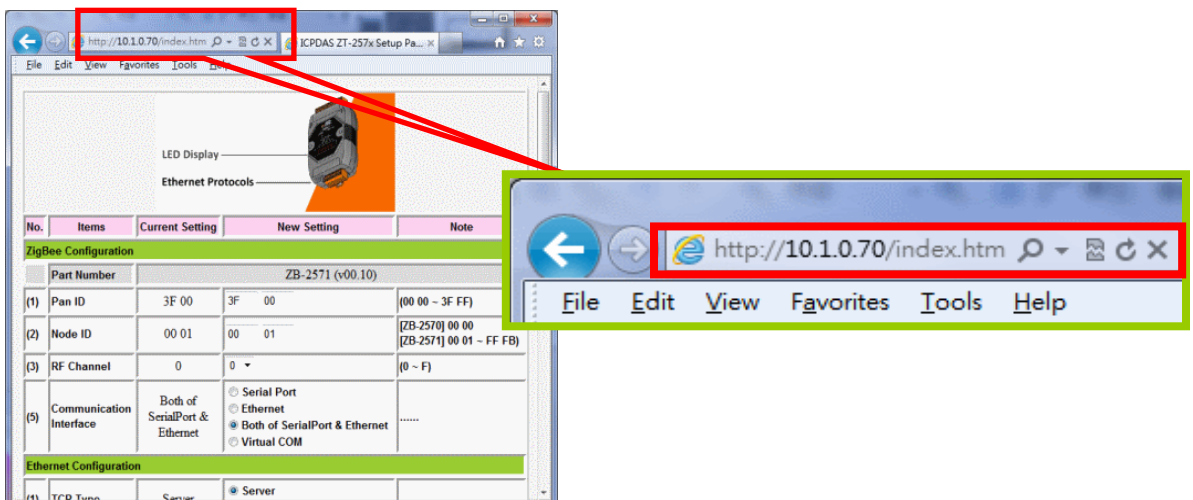 http://10.1.0.70/index.htm
ICPDAS ZT-257x Setup Pa...
File Edit View Favorites Tools Help
LED Display
Ethernet Protocols
No. Items Current Setting New Setting Note
ZigBee Configuration
Part Number ZB-2571 (v00.10)
(1) Pan ID 3F 00 3F 00 (00 00 ~ 3F FF)
(2) Node ID 00 01 00 01 [ZB-2570] 00 00
[ZB-2571] 00 01 ~ FF FB)
(3) RF Channel 0 0 (0 ~ F)
(5) Communication Interface Both of SerialPort & Ethernet
Serial Port
Ethernet
Both of SerialPort & Ethernet
Virtual COM
......
Ethernet Configuration
(1) TCP Type Server Server
http://10.1.0.70/index.htm
File Edit View Favorites Tools Help